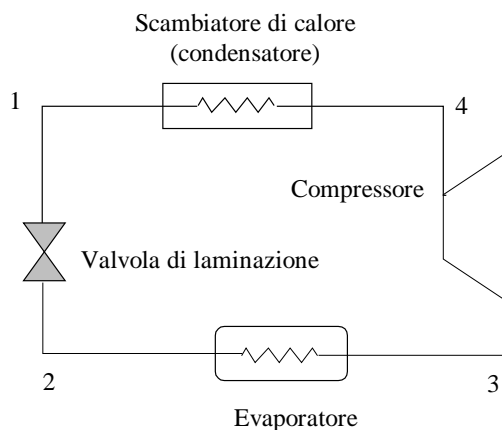 Scambiatore di calore
(condensatore)
1
4
Compressore
Valvola di laminazione
2
3
Evaporatore